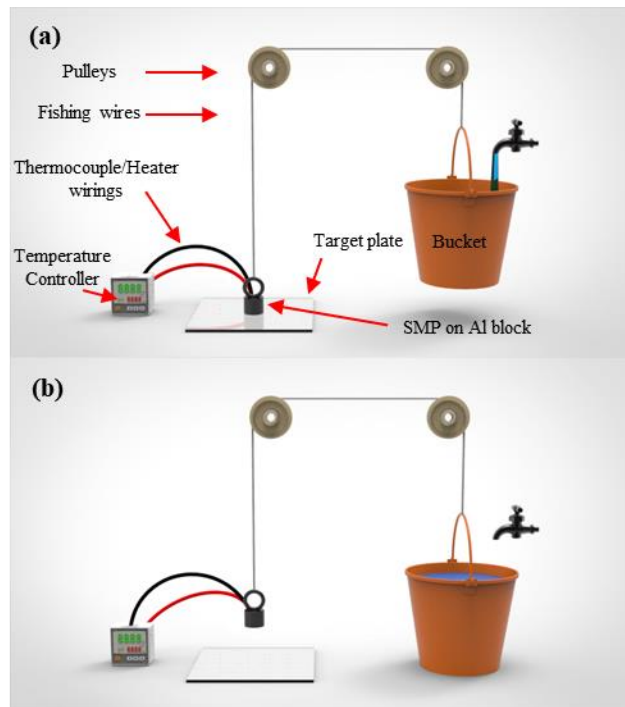 (a)
Pulleys
Fishing wires
Thermocouple/Heater
wirings
Temperature
Controller
Target plate
Bucket
SMP on Al block
(b)